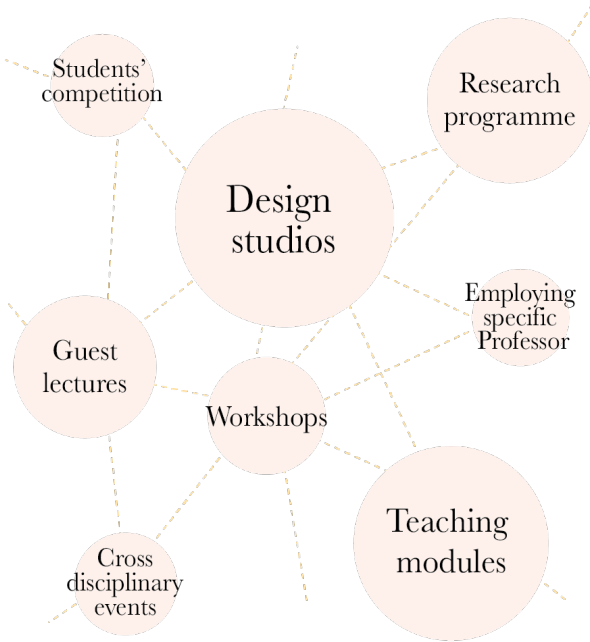 Students’
competition
Research
programme
Design
studios
Employing
specific
Professor
Guest
lectures
Workshops
Teaching
modules
Cross
disciplinary
events